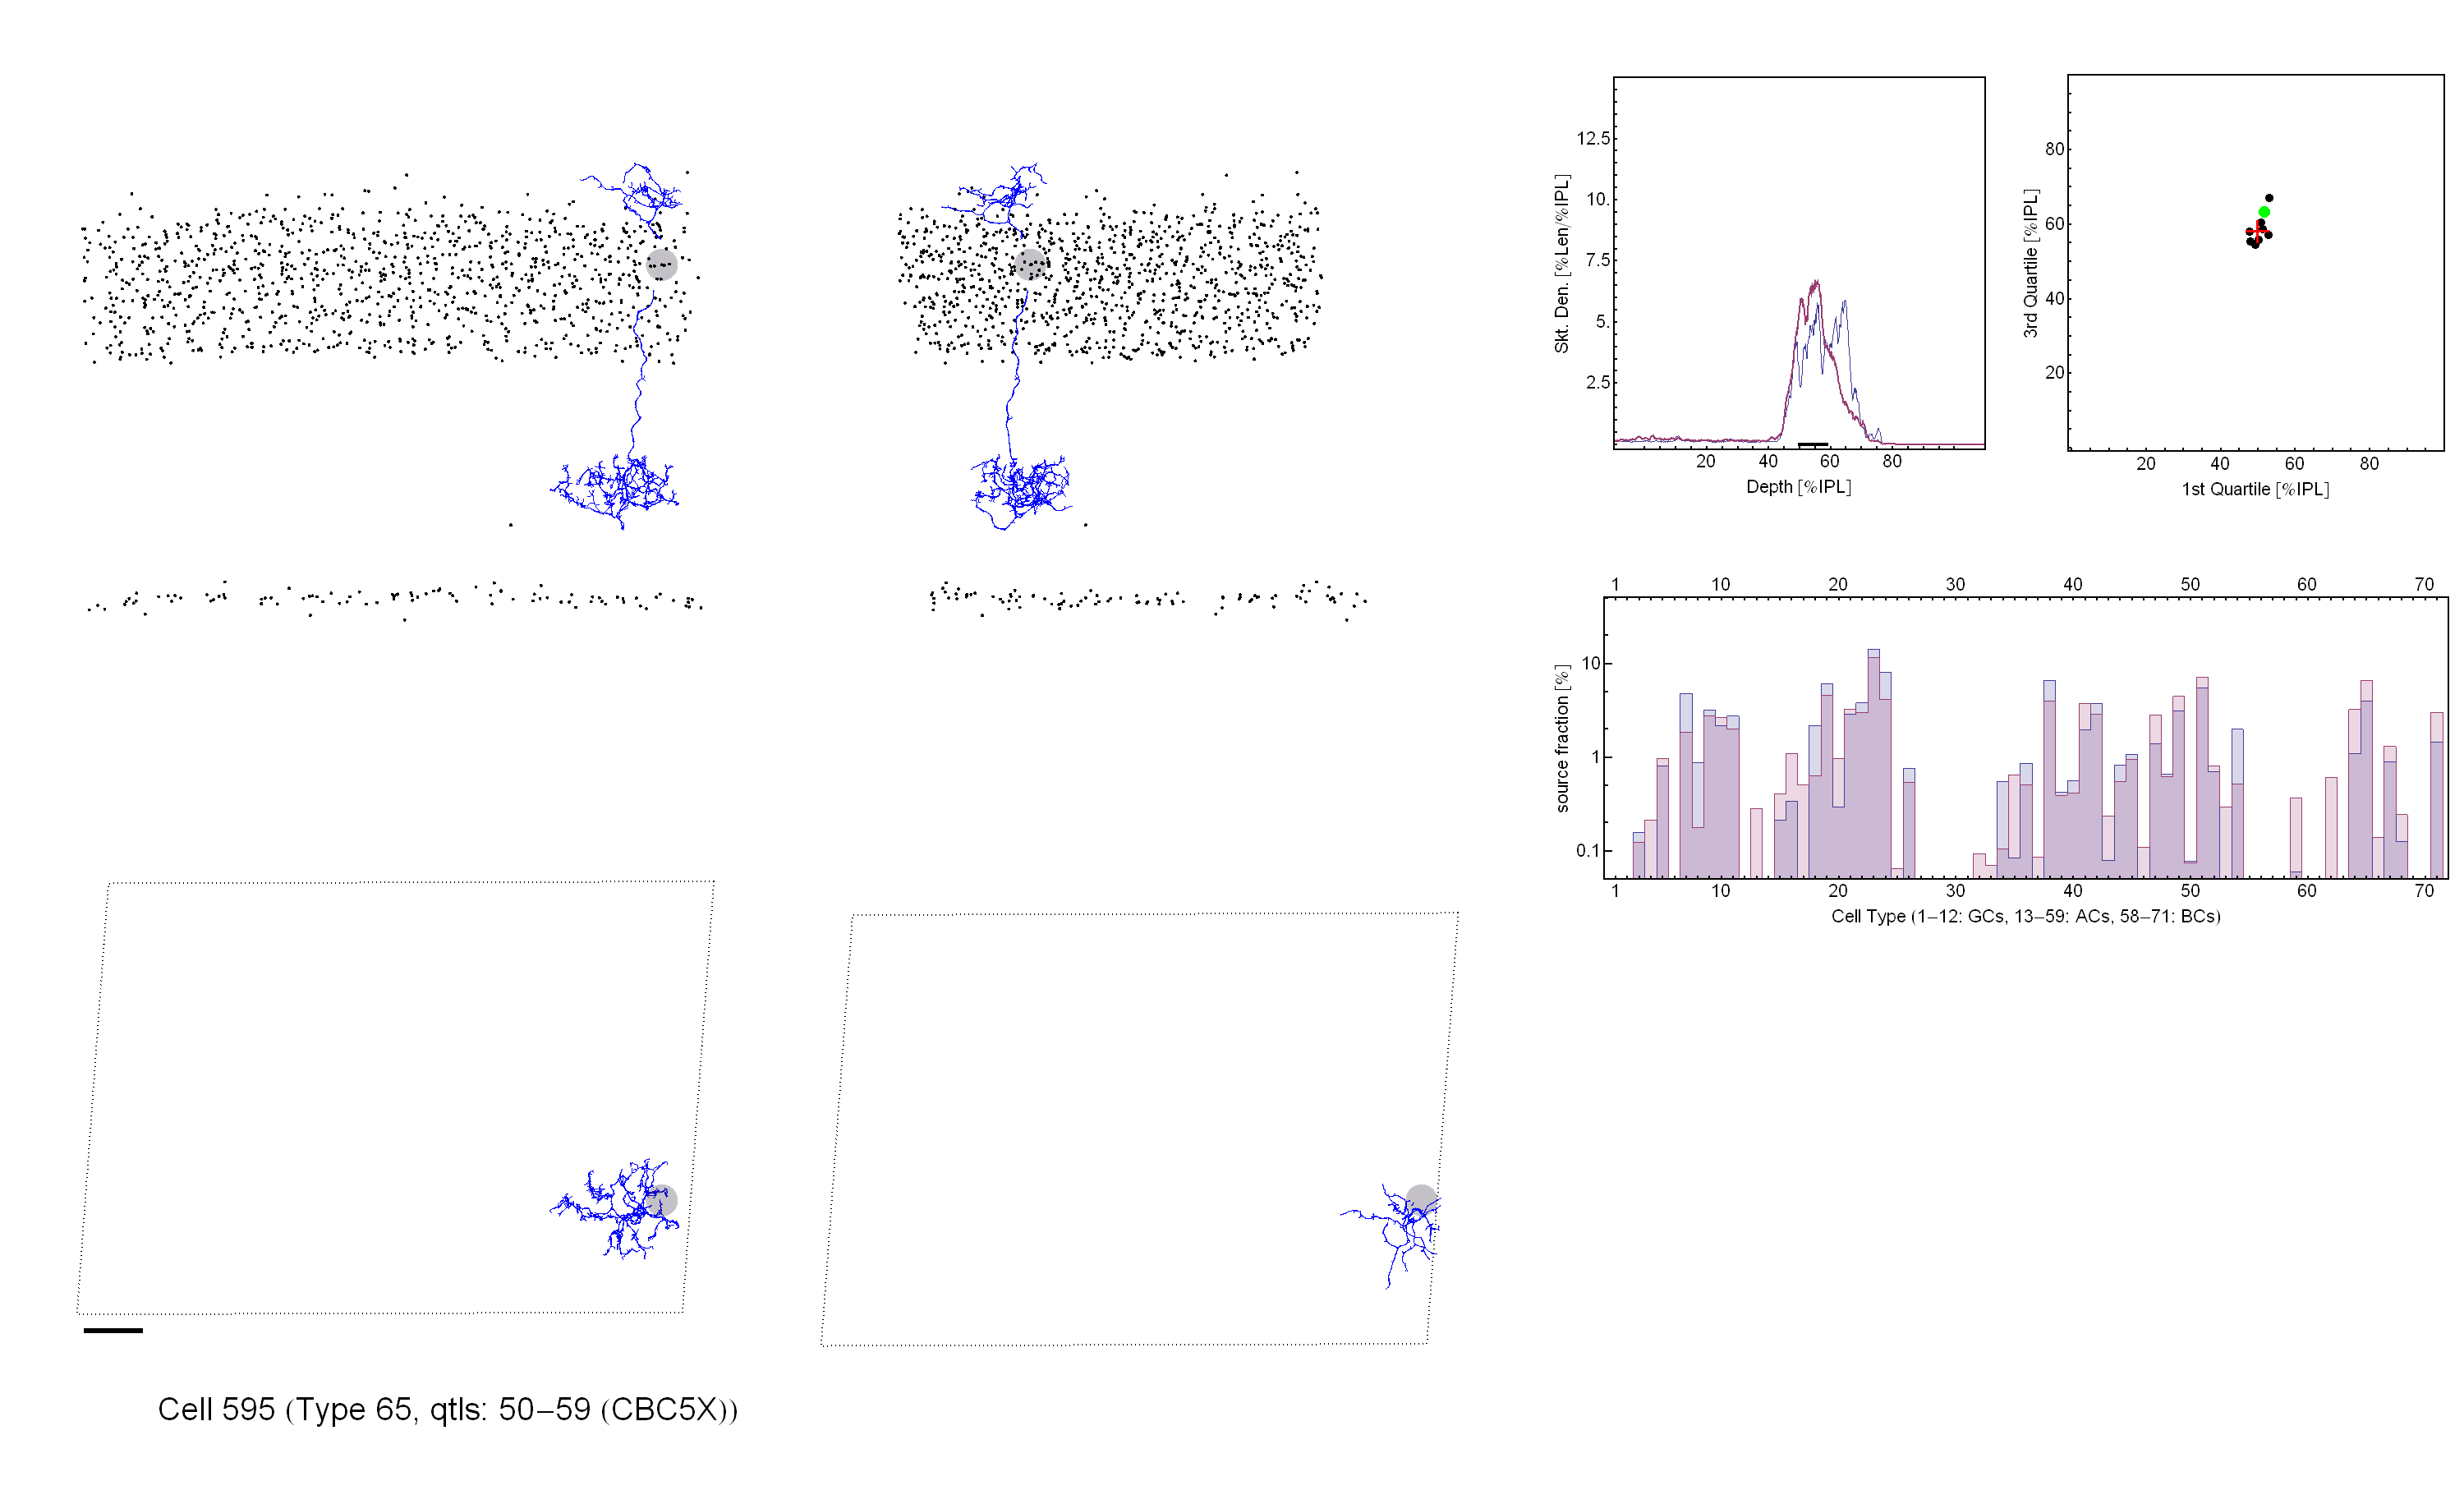 12.5
10.
7.5
5.
2.5
Skt. Den. [%Len/%IPL]
20 40 60 80
Depth [%IPL]
80
60
40
20
3rd Quartile [%IPL]
20 40 60 80
1st Quartile [%IPL]
1 10 20 30 40 50 60 70
10
1
0.1
source fraction [%]
1 10 20 30 40 50 60 70
Cell Type (1–12: GCs, 13–59: ACs, 58–71: BCs)
Cell 595 (Type 65, qtls: 50–59 (CBC5X))